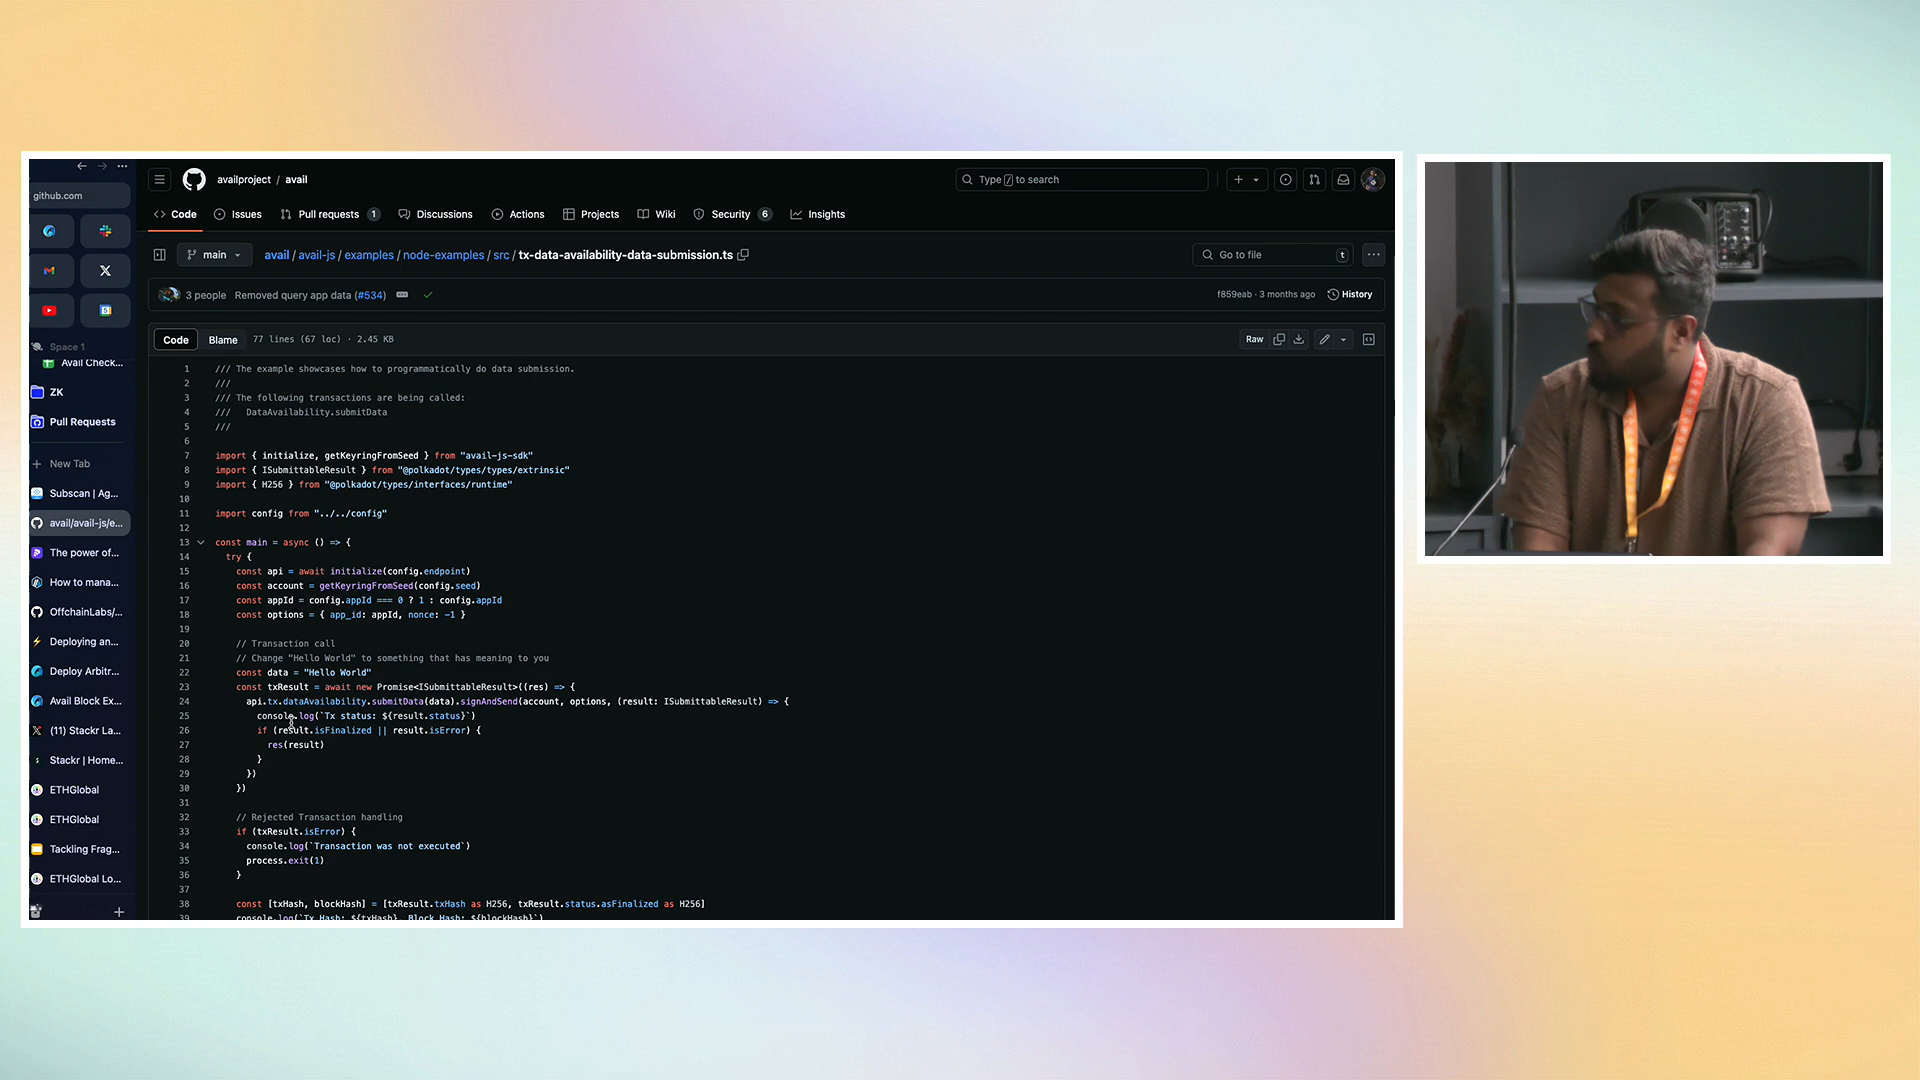 github.com
Space 1
Avail Check...
ZK
Pull Requests
New Tab
Subscan | Ag...
avail/avail-js/e...
The power of...
How to mana...
OffchainLabs/...
Deploying an...
Deploy Arbitr...
Avail Block Ex...
(11) Stackr La...
Stackr | Home...
ETHGlobal
ETHGlobal
Tackling Frag...
ETHGlobal Lo...
availproject / avail
Type / to search
Code Issues Pull requests 1 Discussions Actions Projects Wiki Security 6 Insights
main avail / avail-js / examples / node-examples / src / tx-data-availability-data-submission.ts Go to file t
3 people Removed query app data (#534) f859eab · 3 months ago History
Code Blame 77 lines (67 loc) · 2.45 KB Raw
1 /// The example showcases how to programmatically do data submission.
2 ///
3 /// The following transactions are being called:
4 /// DataAvailability.submitData
5 ///
6
7 import { initialize, getKeyringFromSeed } from "avail-js-sdk"
8 import { ISubmittableResult } from "@polkadot/types/types/extrinsic"
9 import { H256 } from "@polkadot/types/interfaces/runtime"
10
11 import config from "../../config"
12
13 const main = async () => {
14 try {
15 const api = await initialize(config.endpoint)
16 const account = getKeyringFromSeed(config.seed)
17 const appId = config.appId === 0 ? 1 : config.appId
18 const options = { app_id: appId, nonce: -1 }
19
20 // Transaction call
21 // Change "Hello World" to something that has meaning to you
22 const data = "Hello World"
23 const txResult = await new Promise<ISubmittableResult>((res) => {
24 api.tx.dataAvailability.submitData(data).signAndSend(account, options, (result: ISubmittableResult) => {
25 console.log(`Tx status: ${result.status}`)
26 if (result.isFinalized || result.isError) {
27 res(result)
28 }
29 })
30 })
31
32 // Rejected Transaction handling
33 if (txResult.isError) {
34 console.log(`Transaction was not executed`)
35 process.exit(1)
36 }
37
38 const [txHash, blockHash] = [txResult.txHash as H256, txResult.status.asFinalized as H256]
39 console.log(`Tx Hash: ${txHash}, Block Hash: ${blockHash}`)